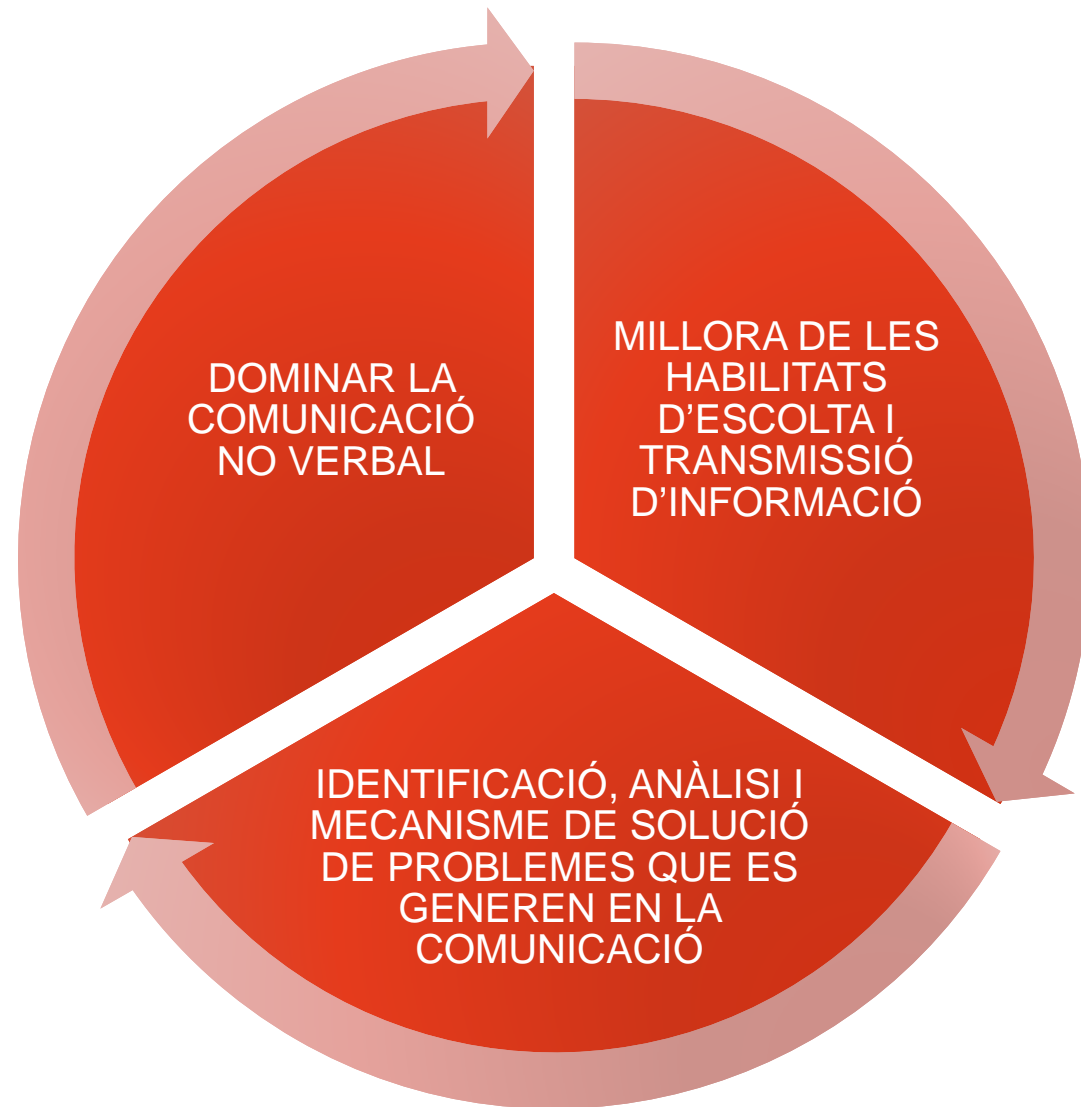 DOMINAR LA
COMUNICACIÓ
NO VERBAL
MILLORA DE LES
HABILITATS
D’ESCOLTA I
TRANSMISSIÓ
D’INFORMACIÓ
IDENTIFICACIÓ, ANÀLISI I
MECANISME DE SOLUCIÓ
DE PROBLEMES QUE ES
GENEREN EN LA
COMUNICACIÓ